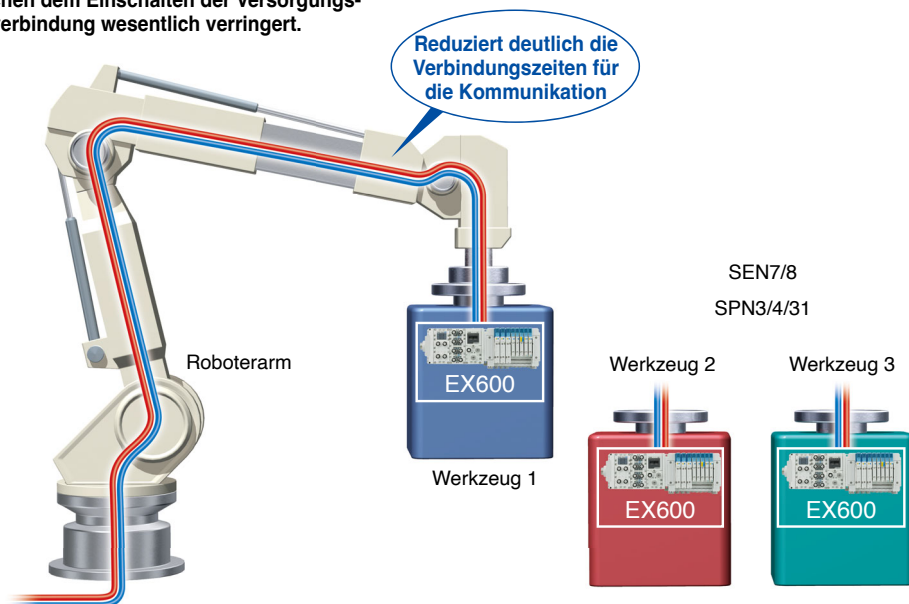 dem Einschalten der Versorgungs-
verbindung wesentlich verringert.
Reduziert deutlich die
Verbindungszeiten für
die Kommunikation
SEN7/8
SPN3/4/31
Roboterarm
Werkzeug 2
Werkzeug 3
EX600
Werkzeug 1
EX600
EX600